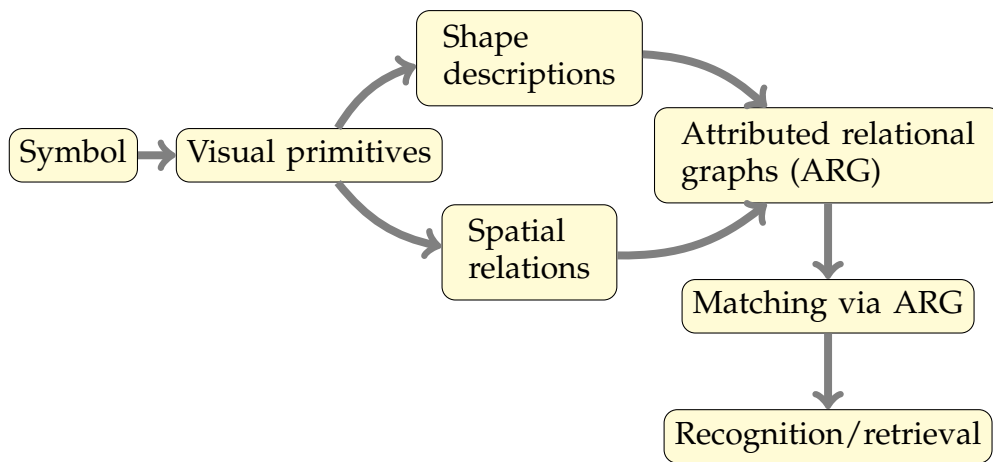 Symbol
Visual primitives
Shape
descriptions
Spatial
relations
Attributed relational
graphs (ARG)
Matching via ARG
Recognition/retrieval